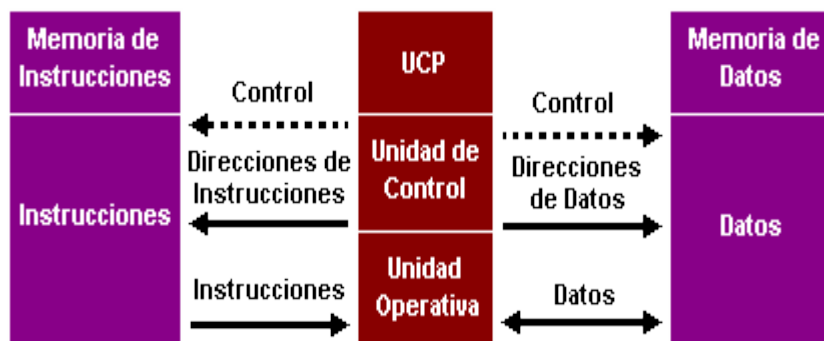 Memoria de
Instrucciones
UCP
Memoria de
Datos
Control
Control
Direcciones de
Instrucciones
Unidad de
Control
Direcciones
de Datos
Instrucciones
Datos
Instrucciones
Unidad
Operativa
Datos